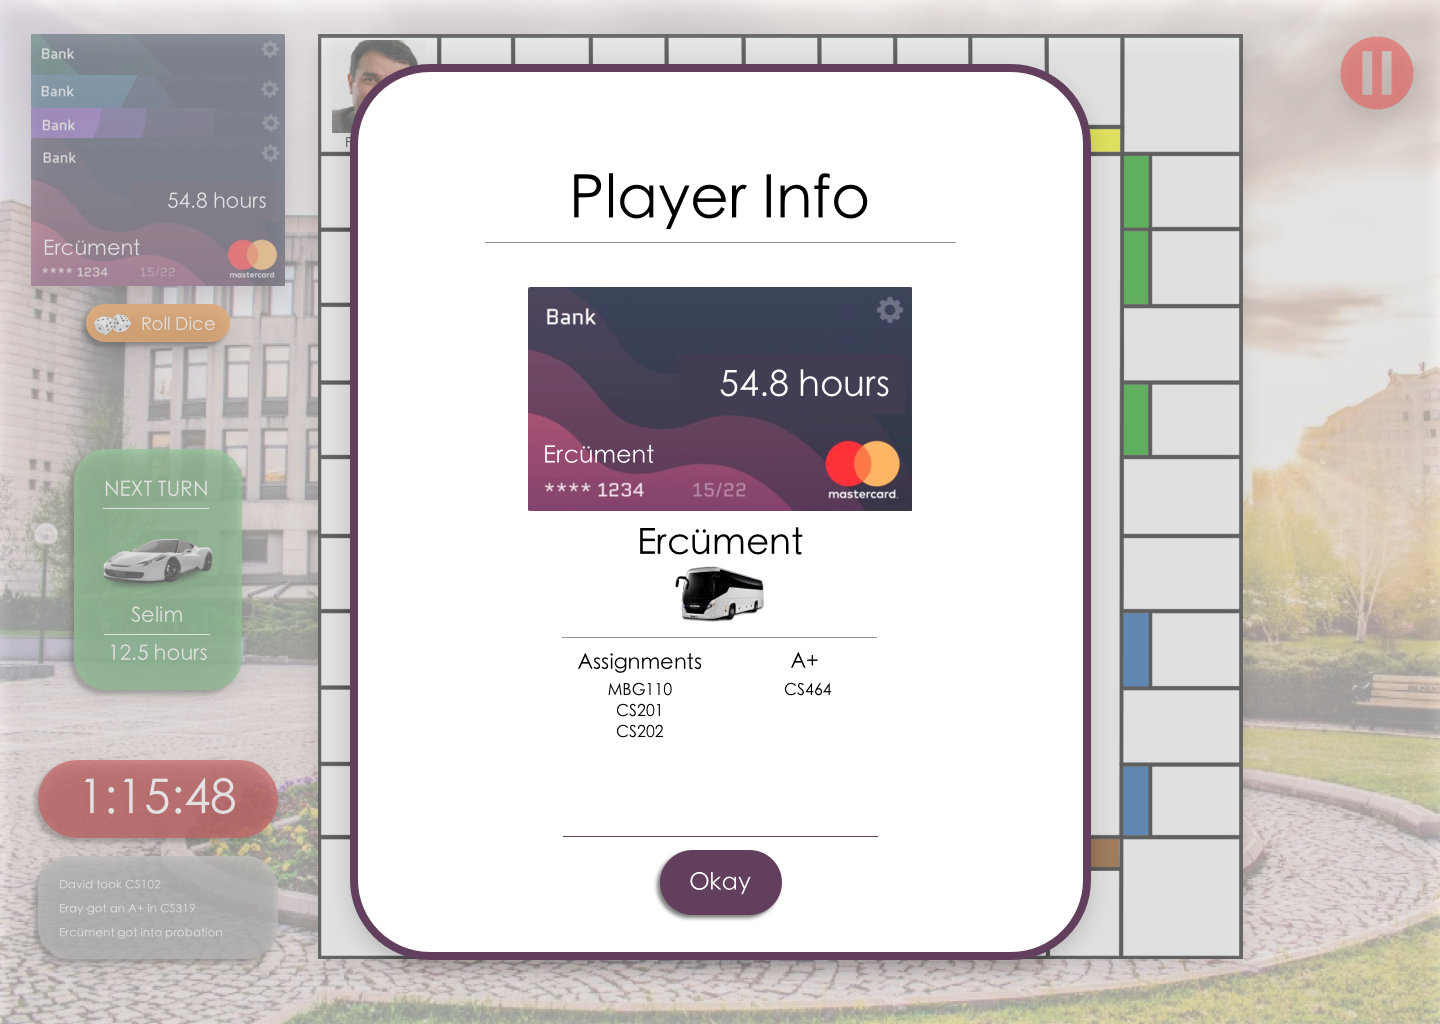 Bank
Bank
Bank
Bank
54.8 hours
Ercüment
**** 1234 15/22
mastercard.
Roll Dice
NEXT TURN
Selim
12.5 hours
1:15:48
David took CS102
Eray got an A+ in CS319
Ercüment got into probation
Player Info
Bank
54.8 hours
Ercüment
**** 1234 15/22
mastercard.
Ercüment
Assignments A+
MBG110 CS464
CS201
CS202
Okay